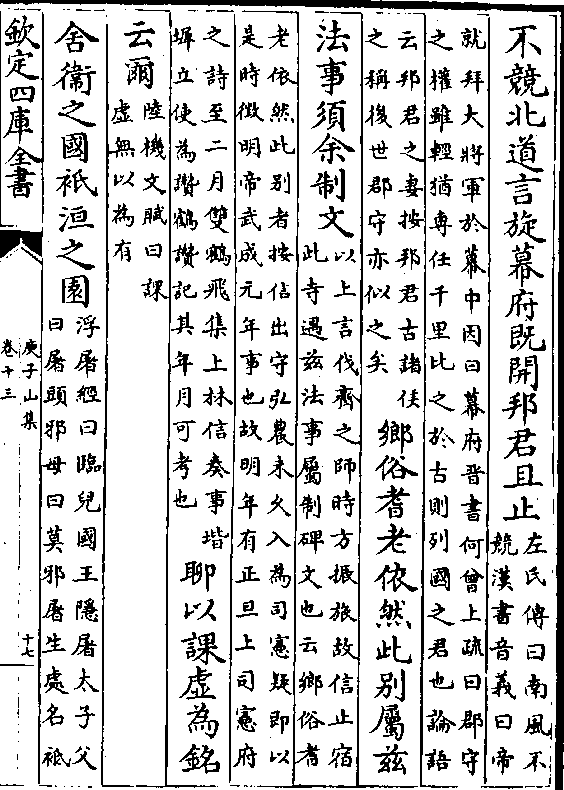 不競北道言旋幕府既開邦君且止
左氏傳曰南風不
競漢書音義曰帝
就拜大將軍於幕中因曰幕府晉書何曾上疏曰郡守
之權雖輕猶専任千里比之於古則列國之君也論語
云邦君之妻按邦君古諸侯
之稱後世郡守亦似之矣
鄉俗耆老依然此别屬兹
法事須余制文
以上言伐齊之師時方振旅故信止宿
此寺遇兹法事屬制碑文也云鄉俗耆
老依然此别者按信出守弘農未久入為司憲疑即以
是時徴明帝武成元年事也故明年有正旦上司憲府
之詩至二月雙鶴飛集上林信奏事堦
墀立使為讚鶴讚記其年月可考也
聊以課虛為銘
云爾
陸機文賦曰課
虛無以為有
舍衞之國袛洹之園
浮屠經曰臨兒國王隱屠太子父
曰屠頭邪母曰莫邪屠生處名袛
欽定四庫全書
庾子山集
卷十三
十七